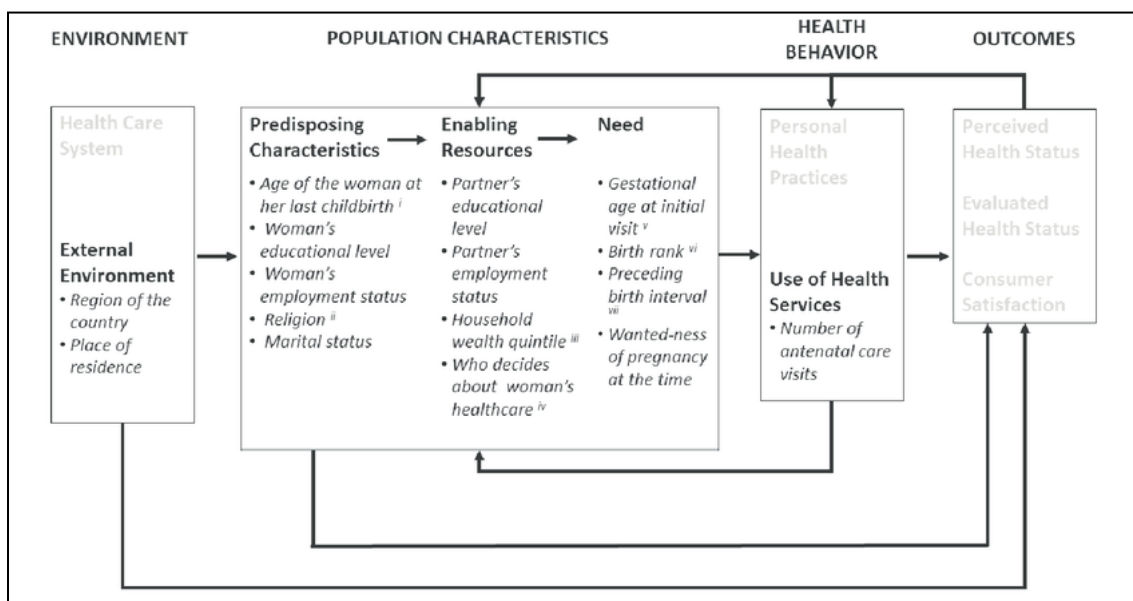 ENVIRONMENT
POPULATION CHARACTERISTICS
HEALTH
BEHAVIOR
OUTCOMES
Health Care
System
External
Environment
• Region of the
country
• Place of
residence
Predisposing
Characteristics
• Age of the woman at
her last childbirth i
• Woman's
educational level
• Woman's
employment status
• Religion ii
• Marital status
Enabling
Resources
• Partner's
educational
level
• Partner's
employment
status
• Household
wealth quintile iii
• Who decides
about woman's
healthcare iv
Need
• Gestational
age at initial
visit v
• Birth rank vi
• Preceding
birth interval
vii
• Wanted-ness
of pregnancy
at the time
Personal
Health
Practices
Use of Health
Services
• Number of
antenatal care
visits
Perceived
Health Status
Evaluated
Health Status
Consumer
Satisfaction